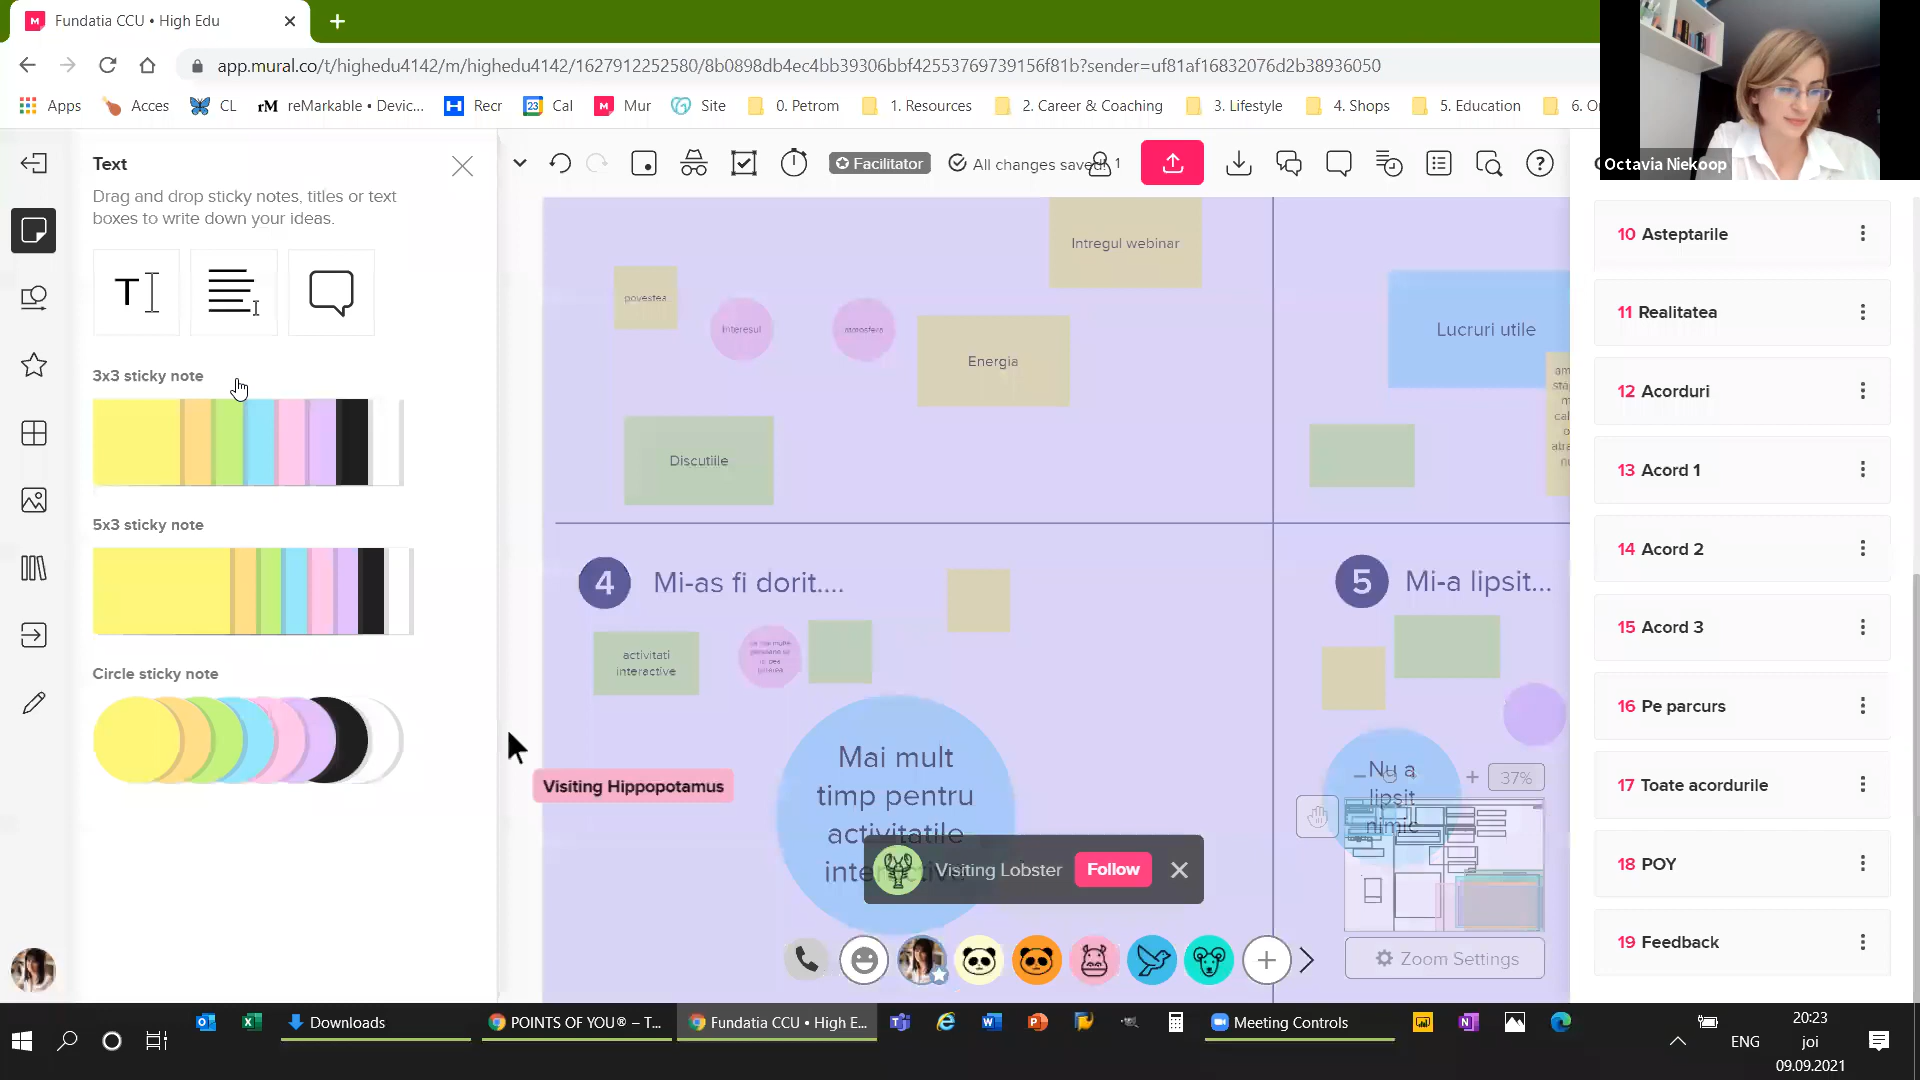 Fundatia CCU • High Edu
app.mural.co/t/highedu4142/m/highedu4142/1627912252580/8b0898db4ec4bb39306bbf42553769739156f81b?sender=uf81af16832076d2b38936050
Apps
Acces
CL
rM reMarkable • Devic...
H Recr
23 Cal
Mur
Site
0. Petrom
1. Resources
2. Career & Coaching
3. Lifestyle
4. Shops
5. Education
Octavia Niekoop
Text
Drag and drop sticky notes, titles or text
boxes to write down your ideas.
T
3x3 sticky note
5x3 sticky note
Circle sticky note
Facilitator
All changes saved!
1
povestea
Interesul
atmosfera
Intregul webinar
Energia
Discutiile
Lucruri utile
4 Mi-as fi dorit....
activitati
interactive
Mai mult
timp pentru
activitatile
5 Mi-a lipsit...
Nu a
lipsit
nimic
37%
Visiting Hippopotamus
Visiting Lobster
Follow
Zoom Settings
10 Asteptarile
11 Realitatea
12 Acorduri
13 Acord 1
14 Acord 2
15 Acord 3
16 Pe parcurs
17 Toate acordurile
18 POY
19 Feedback
Downloads
POINTS OF YOU® – T...
Fundatia CCU • High E...
Meeting Controls
ENG
20:23
joi
09.09.2021